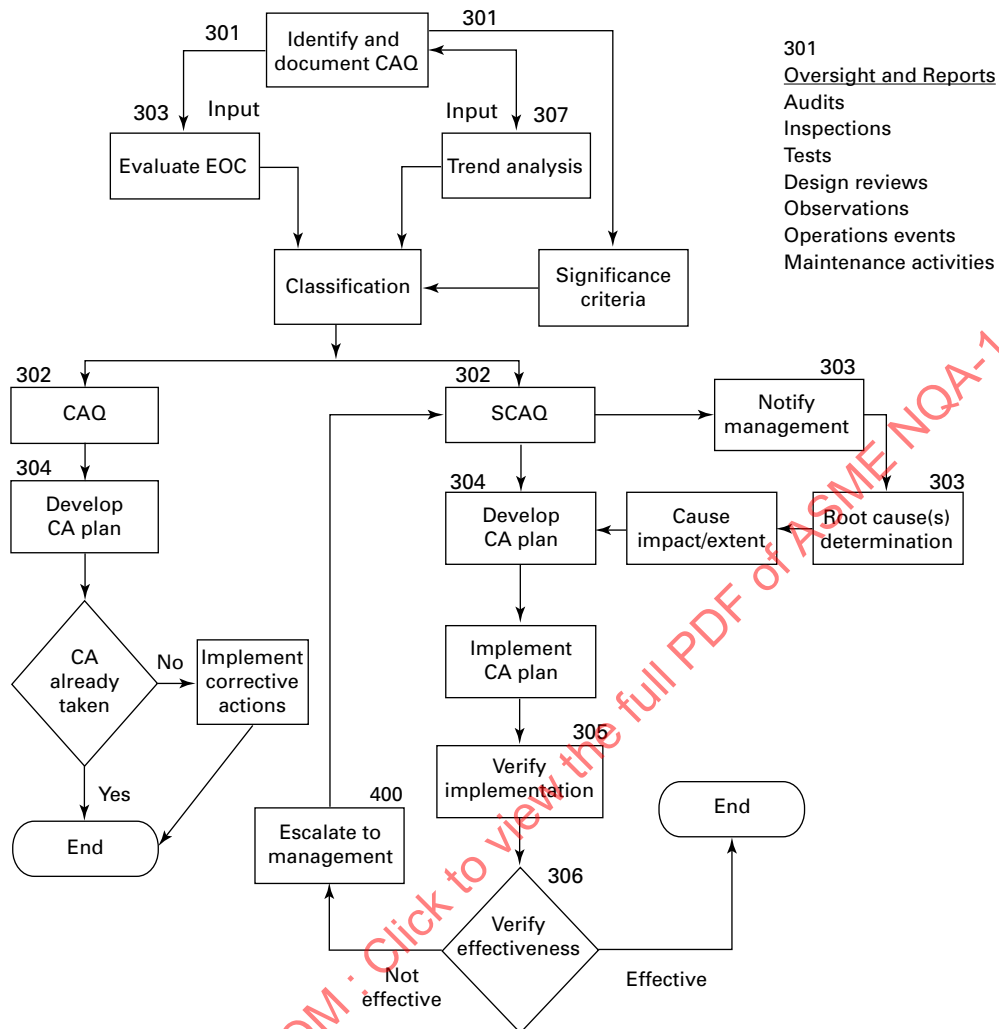 301
Identify and
document CAQ
301
301
Oversight and Reports
Audits
Inspections
Tests
Design reviews
Observations
Operations events
Maintenance activities
303
Input
Evaluate EOC
Input
307
Trend analysis
Classification
Significance
criteria
302
CAQ
302
SCAQ
303
Notify
management
304
Develop
CA plan
304
Develop
CA plan
Cause
impact/extent
303
Root cause(s)
determination
CA
already
taken
No
Implement
corrective
actions
Yes
End
Implement
CA plan
305
Verify
implementation
400
Escalate to
management
End
306
Verify
effectiveness
Not
effective
Effective
OM : Click to view the full PDF of ASME NQA-1